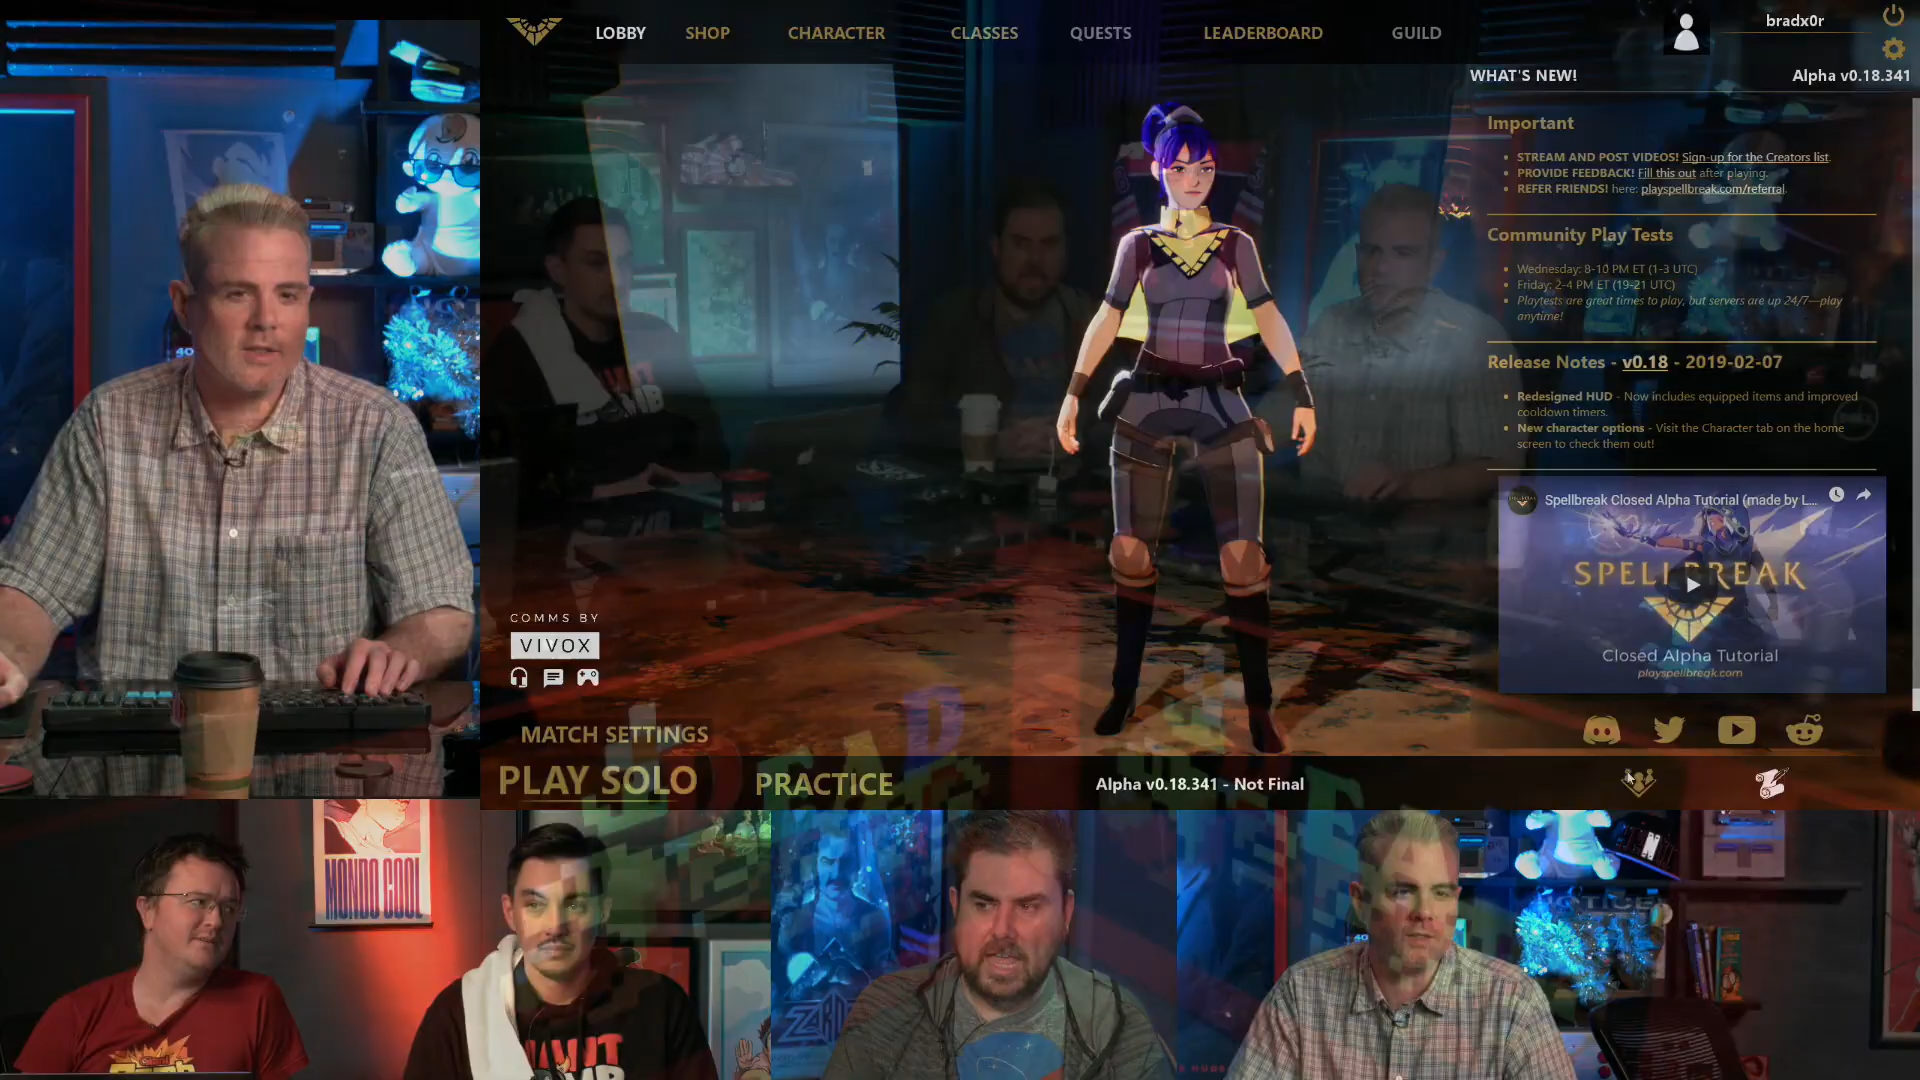 LOBBY
SHOP
CHARACTER
CLASSES
QUESTS
LEADERBOARD
GUILD
bradx0r
WHAT'S NEW!
Alpha v0.18.341
Important
STREAM AND POST VIDEOS! Sign-up for the Creators list.
PROVIDE FEEDBACK! Fill this out after playing.
REFER FRIENDS! here: playspellbreak.com/referral.
Community Play Tests
Wednesday: 8-10 PM ET (1-3 UTC)
Friday: 2-4 PM ET (19-21 UTC)
Playtests are great times to play, but servers are up 24/7—play
anytime!
Release Notes - v0.18 - 2019-02-07
Redesigned HUD - Now includes equipped items and improved
cooldown timers.
New character options - Visit the Character tab on the home
screen to check them out!
Spellbreak Closed Alpha Tutorial (made by L...
SPELLBREAK
Closed Alpha Tutorial
playspellbreak.com
COMMS BY
VIVOX
MATCH SETTINGS
PLAY SOLO
PRACTICE
Alpha v0.18.341 - Not Final
DEAD
MONDO COOL